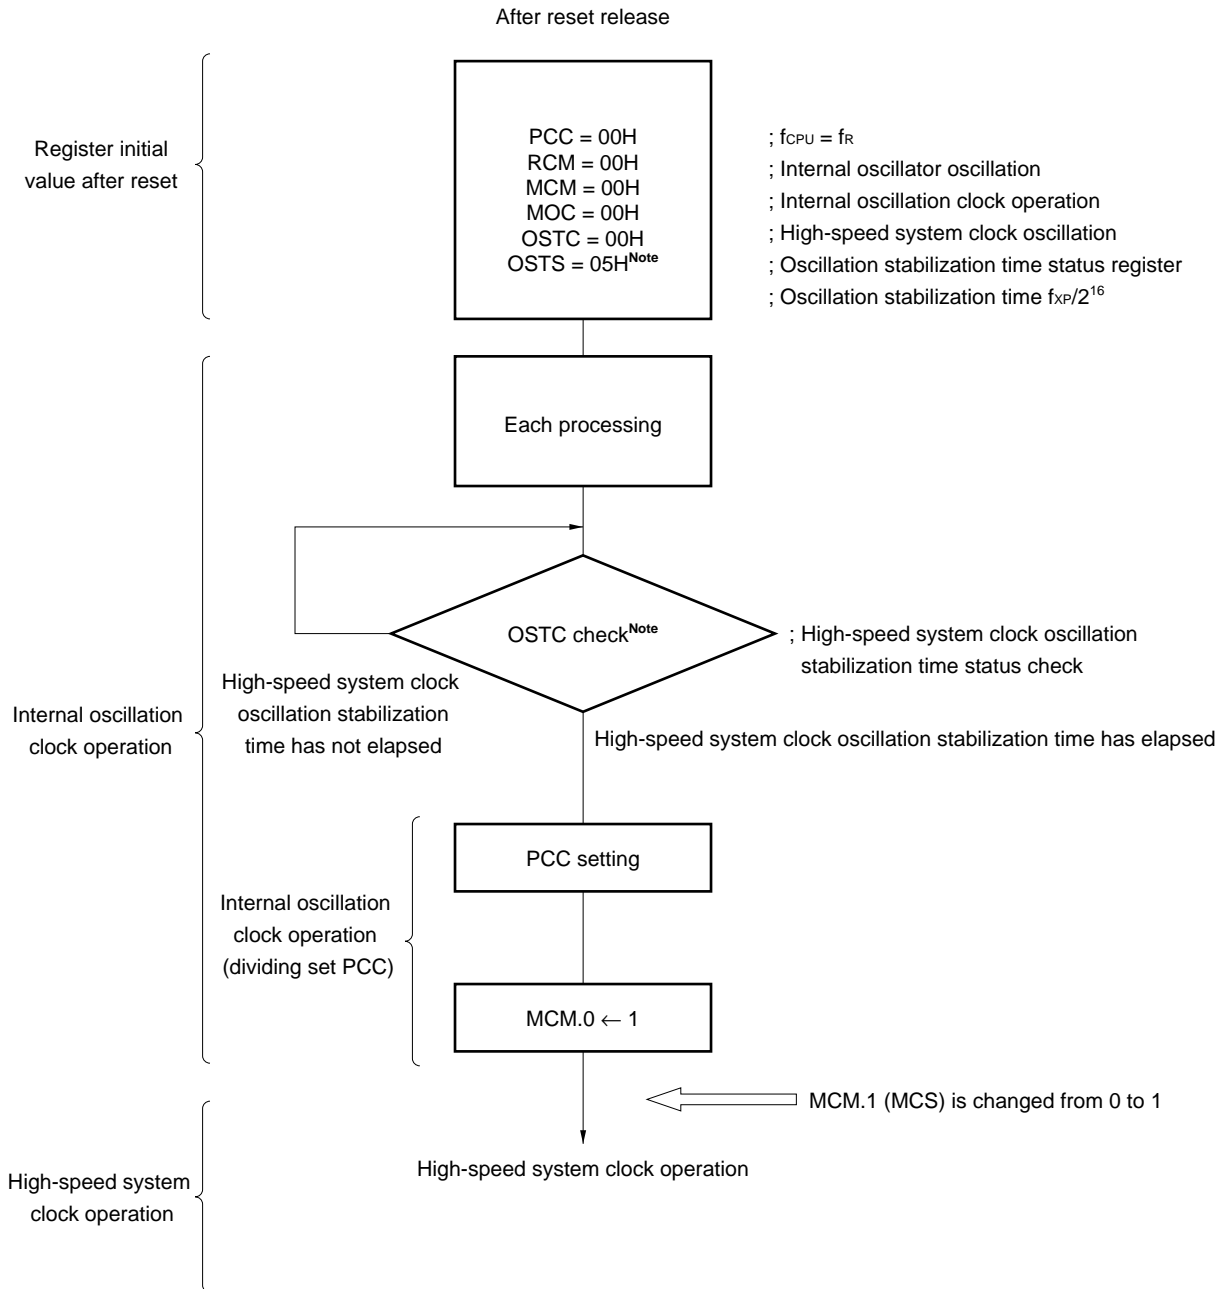 After reset release
Register initial
value after reset
PCC = 00H
RCM = 00H
MCM = 00H
MOC = 00H
OSTC = 00H
OSTS = 05HNote
; fCPU = fR
; Internal oscillator oscillation
; Internal oscillation clock operation
; High-speed system clock oscillation
; Oscillation stabilization time status register
; Oscillation stabilization time fXP/2^16
Each processing
OSTC checkNote
; High-speed system clock oscillation
stabilization time status check
High-speed system clock
oscillation stabilization
time has not elapsed
High-speed system clock oscillation stabilization time has elapsed
Internal oscillation
clock operation
PCC setting
Internal oscillation
clock operation
(dividing set PCC)
MCM.0 ← 1
MCM.1 (MCS) is changed from 0 to 1
High-speed system clock operation
High-speed system
clock operation